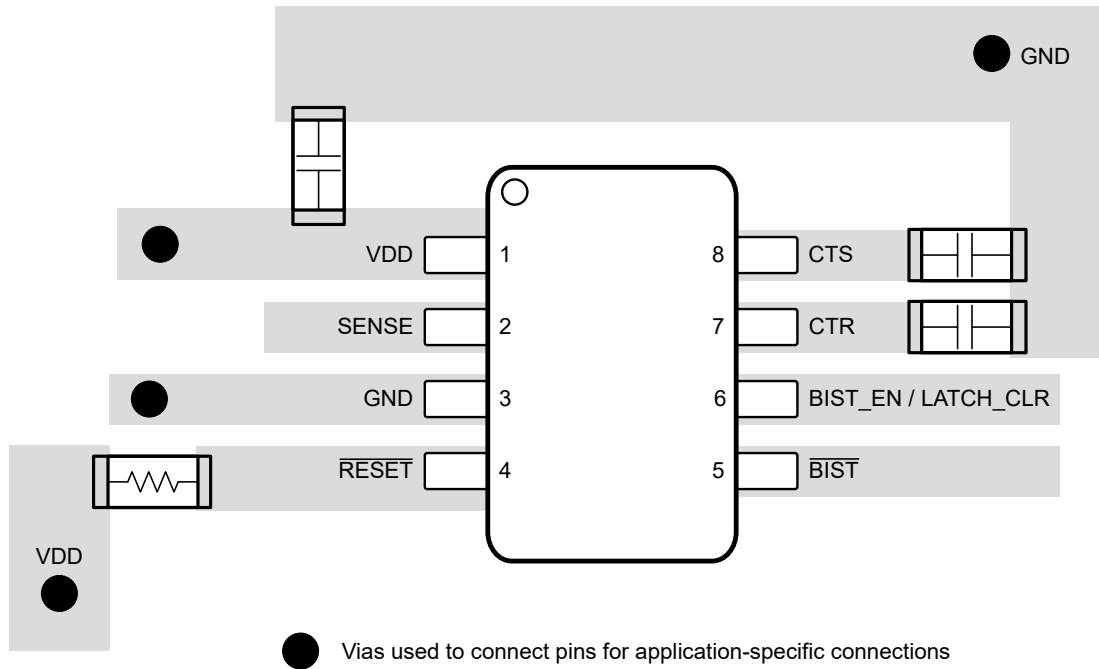 GND
VDD 1 8 CTS
SENSE 2 7 CTR
GND 3 6 BIST_EN / LATCH_CLR
RESET 4 5 BIST
VDD
Vias used to connect pins for application-specific connections